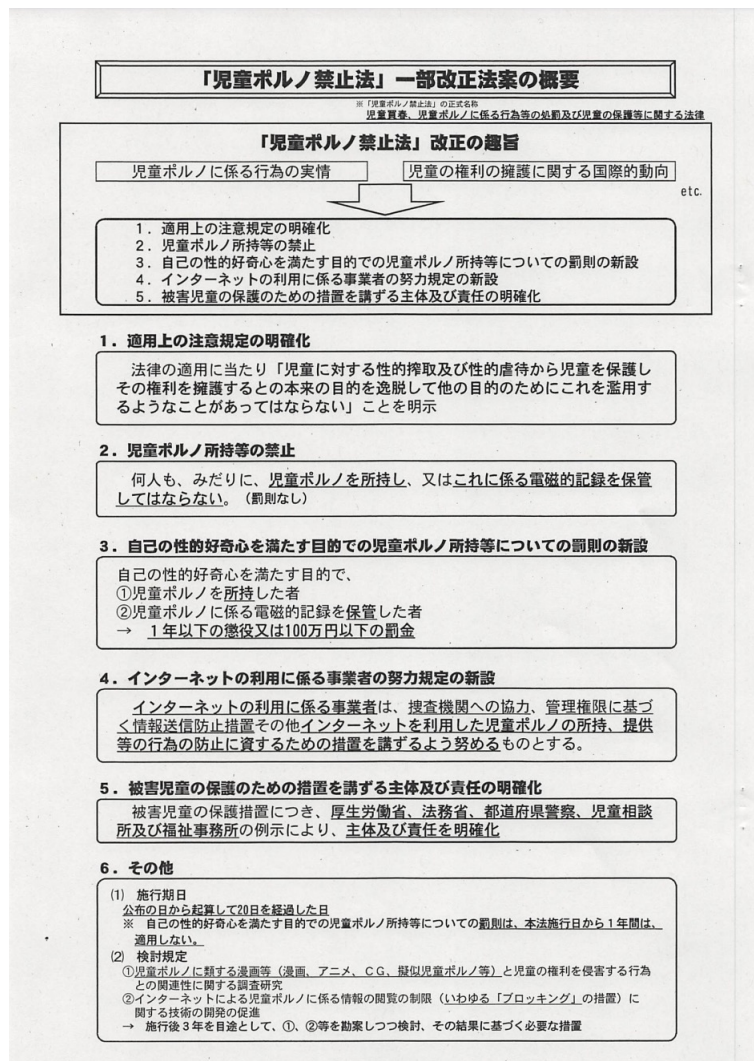 「児童ポルノ禁止法」一部改正法案の概要
※「児童ポルノ禁止法」の正式名称
児童買春、児童ポルノに係る行為等の処罰及び児童の保護等に関する法律
「児童ポルノ禁止法」改正の趣旨
児童ポルノに係る行為の実情
児童の権利の擁護に関する国際的動向
etc.
1．適用上の注意規定の明確化
2．児童ポルノ所持等の禁止
3．自己の性的好奇心を満たす目的での児童ポルノ所持等についての罰則の新設
4．インターネットの利用に係る事業者の努力規定の新設
5．被害児童の保護のための措置を講ずる主体及び責任の明確化
1．適用上の注意規定の明確化
法律の適用に当たり「児童に対する性的搾取及び性的虐待から児童を保護し
その権利を擁護するとの本来の目的を逸脱して他の目的のためにこれを濫用す
るようなことがあってはならない」ことを明示
2．児童ポルノ所持等の禁止
何人も、みだりに、児童ポルノを所持し、又はこれに係る電磁的記録を保管
してはならない。（罰則なし）
3．自己の性的好奇心を満たす目的での児童ポルノ所持等についての罰則の新設
自己の性的好奇心を満たす目的で、
①児童ポルノを所持した者
②児童ポルノに係る電磁的記録を保管した者
→ 1年以下の懲役又は100万円以下の罰金
4．インターネットの利用に係る事業者の努力規定の新設
インターネットの利用に係る事業者は、捜査機関への協力、管理権限に基づ
く情報送信防止措置その他インターネットを利用した児童ポルノの所持、提供
等の行為の防止に資するための措置を講ずるよう努めるものとする。
5．被害児童の保護のための措置を講ずる主体及び責任の明確化
被害児童の保護措置につき、厚生労働省、法務省、都道府県警察、児童相談
所及び福祉事務所の例示により、主体及び責任を明確化
6．その他
(1) 施行期日
公布の日から起算して20日を経過した日
※ 自己の性的好奇心を満たす目的での児童ポルノ所持等についての罰則は、本法施行日から1年間は、
適用しない。
(2) 検討規定
①児童ポルノに類する漫画等（漫画、アニメ、CG、擬似児童ポルノ等）と児童の権利を侵害する行為
との関連性に関する調査研究
②インターネットによる児童ポルノに係る情報の閲覧の制限（いわゆる「ブロッキング」の措置）に
関する技術の開発の促進
→ 施行後3年を目途として、①、②等を勘案しつつ検討、その結果に基づく必要な措置